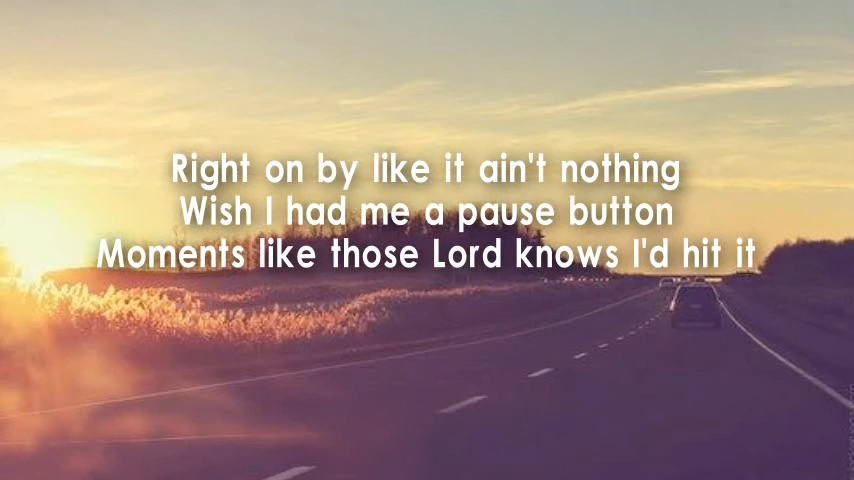 Right on by like it ain't nothing
Wish I had me a pause button
Moments like those Lord knows I'd hit it